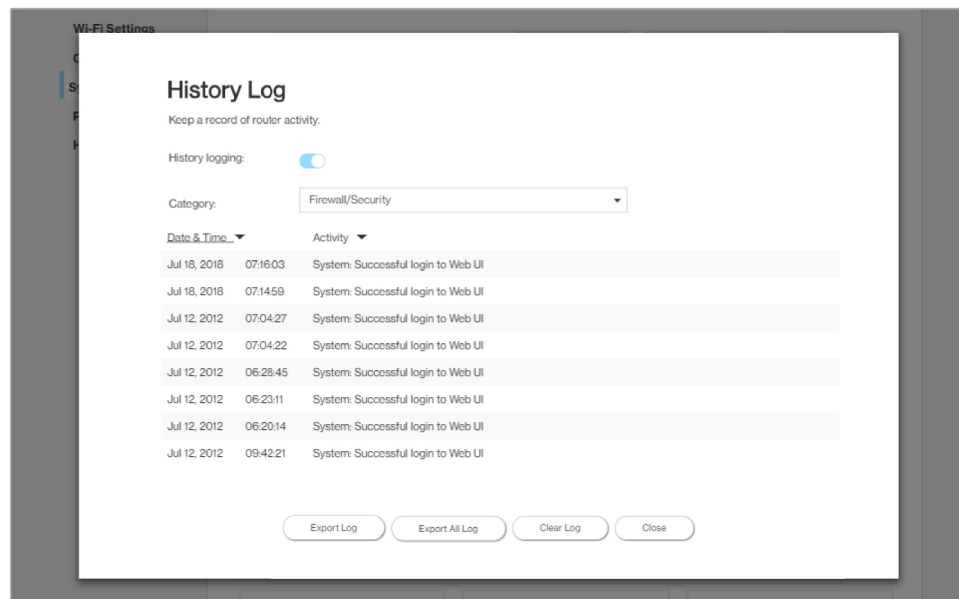 Wi-Fi Settings
History Log
Keep a record of router activity.
History logging:
Category: Firewall/Security
Date & Time Activity
Jul 18, 2018 07:16:03 System: Successful login to Web UI
Jul 18, 2018 07:14:59 System: Successful login to Web UI
Jul 12, 2012 07:04:27 System: Successful login to Web UI
Jul 12, 2012 07:04:22 System: Successful login to Web UI
Jul 12, 2012 06:28:45 System: Successful login to Web UI
Jul 12, 2012 06:23:11 System: Successful login to Web UI
Jul 12, 2012 06:20:14 System: Successful login to Web UI
Jul 12, 2012 09:42:21 System: Successful login to Web UI
Export Log Export All Log Clear Log Close